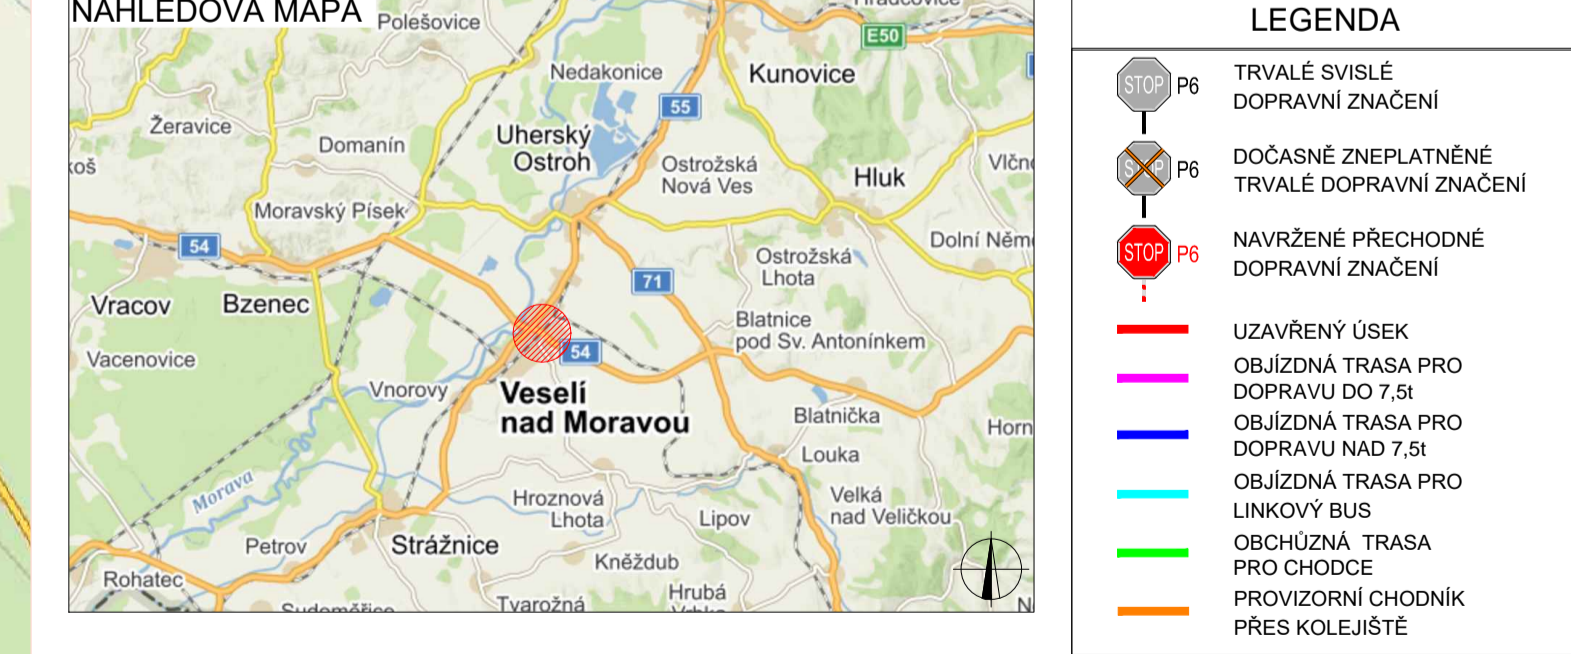 NÁHLEDOVÁ MAPA
Polešovice
E50
Nedakonice
Kunovice
55
Žeravice
Domanín
Uherský
Ostroh
Ostrožská
Nová Ves
Hluk
Moravský Písek
54
Dolní Něm
Ostrožská
Lhota
71
Vracov
Bzenec
Blatnice
pod Sv. Antonínkem
54
Vacenovice
Vnorovy
Veselí
nad Moravou
Blatnička
Horn
Louka
Morava
Hroznová
Lhota
Lipov
Velká
nad Veličkou
Petrov
Strážnice
Kněždub
Rohatec
Hrubá
Tvarožná
LEGENDA
STOP P6 TRVALÉ SVISLÉ
DOPRAVNÍ ZNAČENÍ
P6 DOČASNĚ ZNEPLATNĚNÉ
TRVALÉ DOPRAVNÍ ZNAČENÍ
STOP P6 NAVRŽENÉ PŘECHODNÉ
DOPRAVNÍ ZNAČENÍ
UZAVŘENÝ ÚSEK
OBJÍZDNÁ TRASA PRO
DOPRAVU DO 7,5t
OBJÍZDNÁ TRASA PRO
DOPRAVU NAD 7,5t
OBJÍZDNÁ TRASA PRO
LINKOVÝ BUS
OBCHŮZNÁ TRASA
PRO CHODCE
PROVIZORNÍ CHODNÍK
PŘES KOLEJIŠTĚ